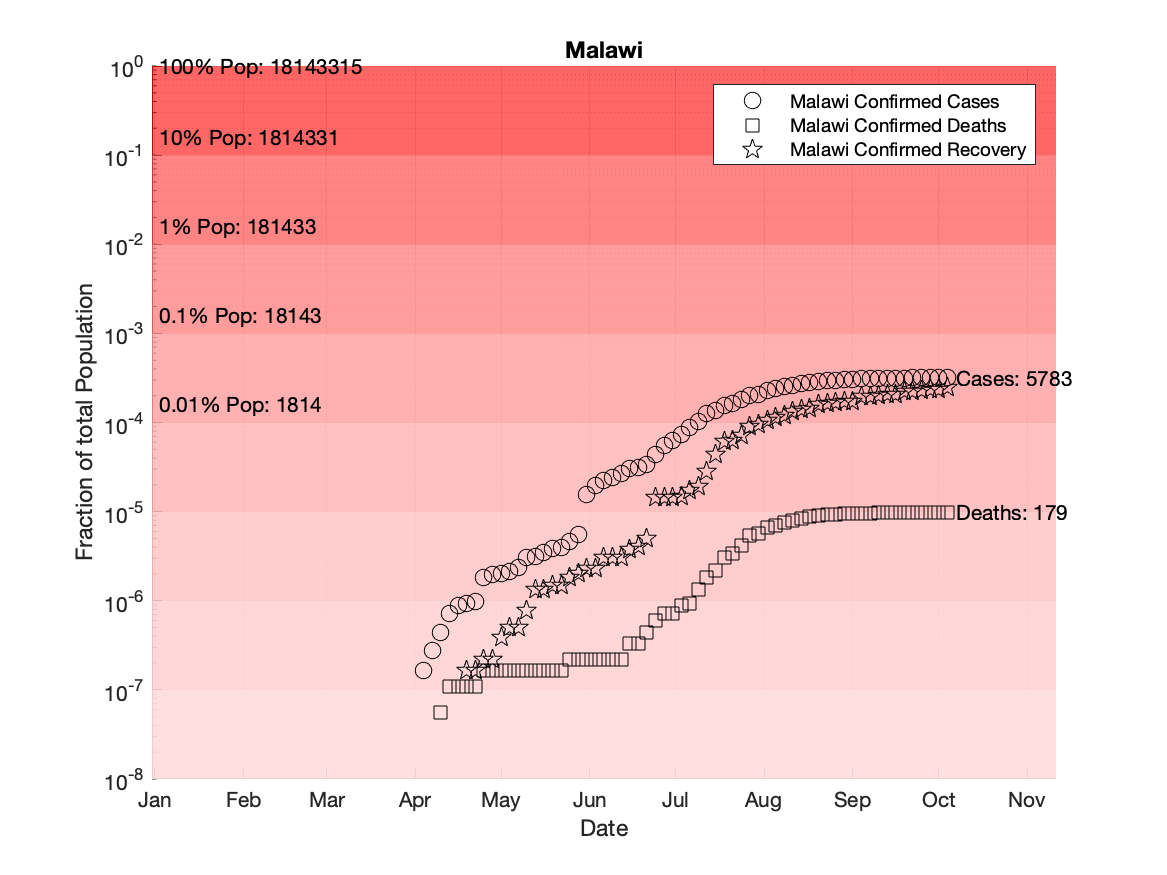 Malawi
10^0
100% Pop: 18143315
Malawi Confirmed Cases
Malawi Confirmed Deaths
Malawi Confirmed Recovery
10% Pop: 1814331
10^-1
1% Pop: 181433
10^-2
0.1% Pop: 18143
10^-3
Cases: 5783
0.01% Pop: 1814
10^-4
10^-5
Deaths: 179
10^-6
10^-7
10^-8
Fraction of total Population
Jan Feb Mar Apr May Jun Jul Aug Sep Oct Nov
Date